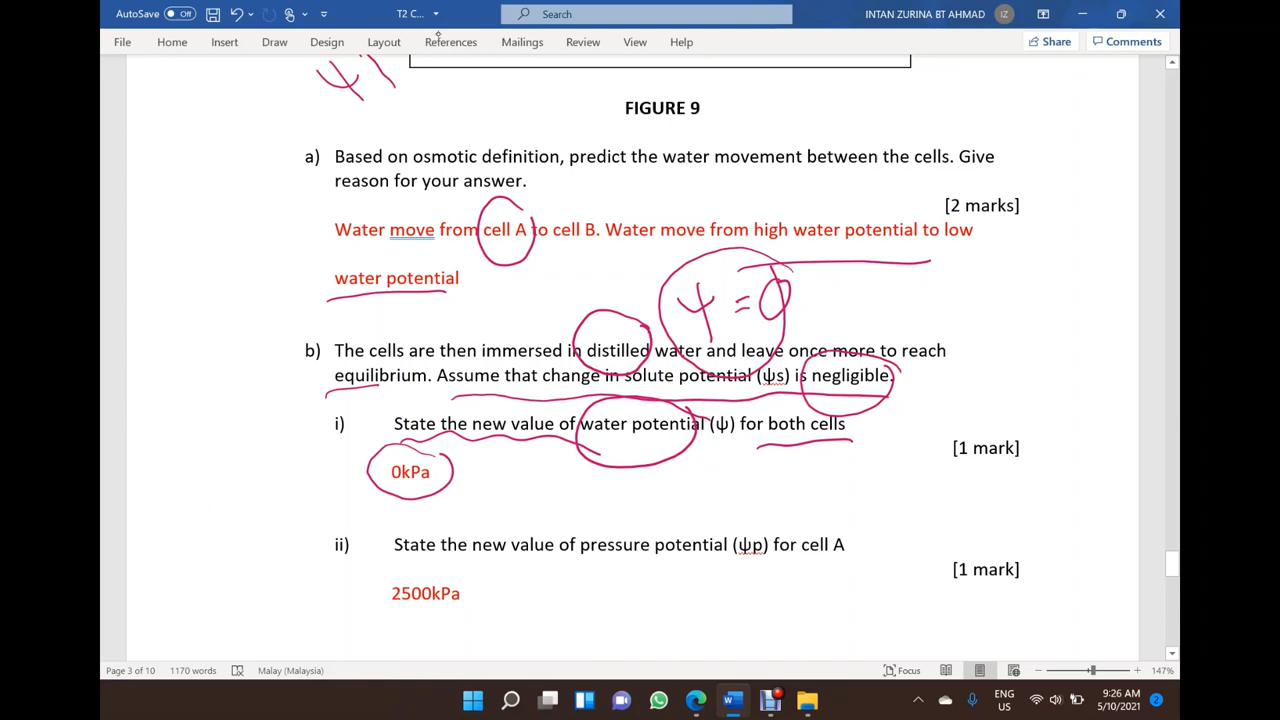 AutoSave Off T2 C... Search INTAN ZURINA BT AHMAD IZ
File Home Insert Draw Design Layout References Mailings Review View Help Share Comments
ψ
FIGURE 9
a) Based on osmotic definition, predict the water movement between the cells. Give
reason for your answer.
[2 marks]
Water move from cell A to cell B. Water move from high water potential to low
water potential
ψ = 0
b) The cells are then immersed in distilled water and leave once more to reach
equilibrium. Assume that change in solute potential (ψs) is negligible.
i) State the new value of water potential (ψ) for both cells
[1 mark]
0kPa
ii) State the new value of pressure potential (ψp) for cell A
[1 mark]
2500kPa
Page 3 of 10 1170 words Malay (Malaysia) Focus 147%
ENG 9:26 AM
US 5/10/2021 2